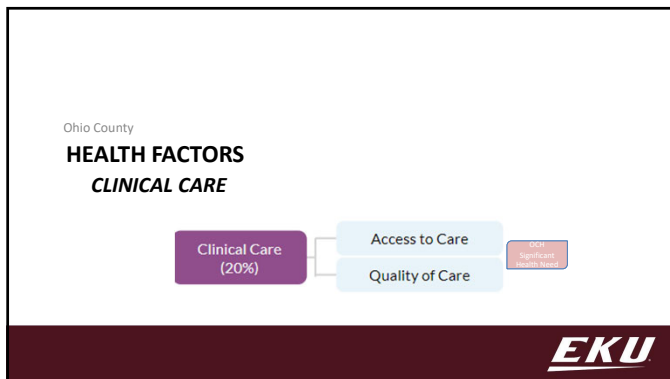 Ohio County
HEALTH FACTORS
CLINICAL CARE
Clinical Care
(20%)
Access to Care
Quality of Care
OCH
Significant
Health Need
EKU